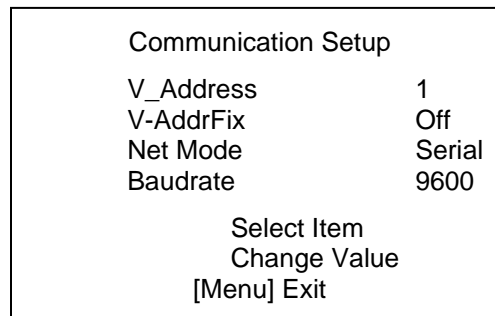 Communication Setup
V_Address 1
V-AddrFix Off
Net Mode Serial
Baudrate 9600
Select Item
Change Value
[Menu] Exit